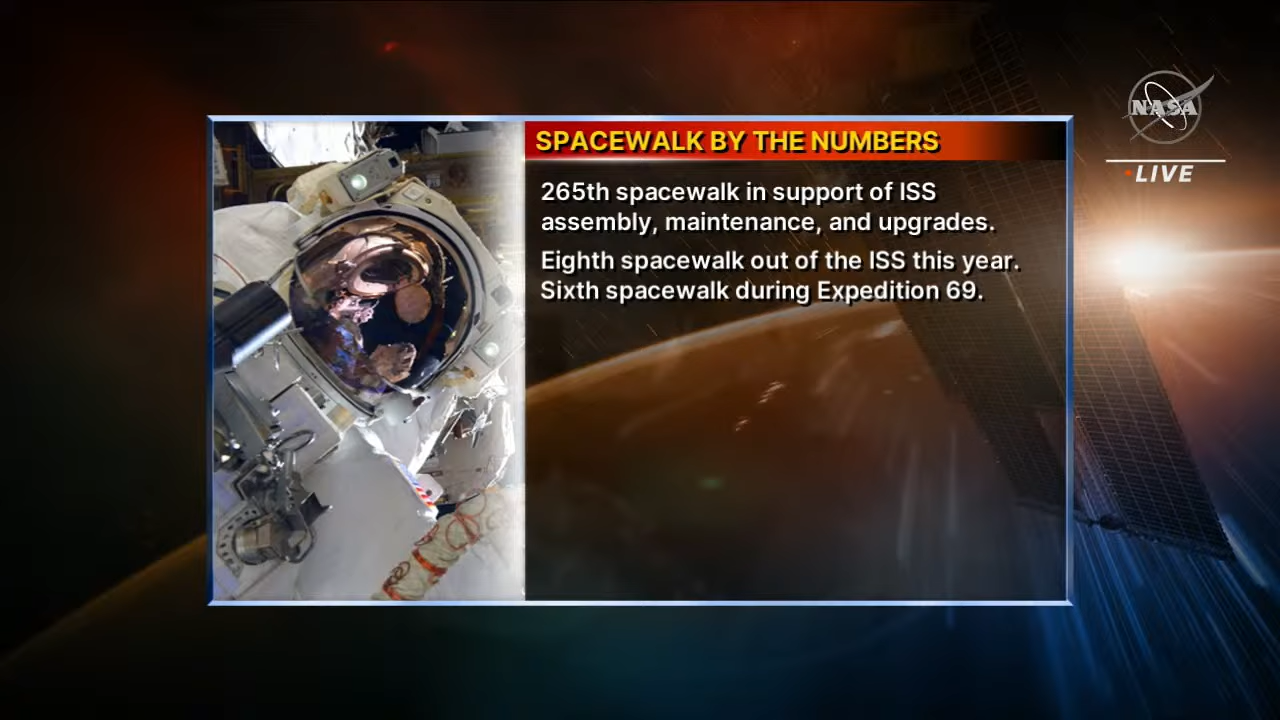 SPACEWALK BY THE NUMBERS
265th spacewalk in support of ISS
assembly, maintenance, and upgrades.
Eighth spacewalk out of the ISS this year.
Sixth spacewalk during Expedition 69.
NASA
LIVE